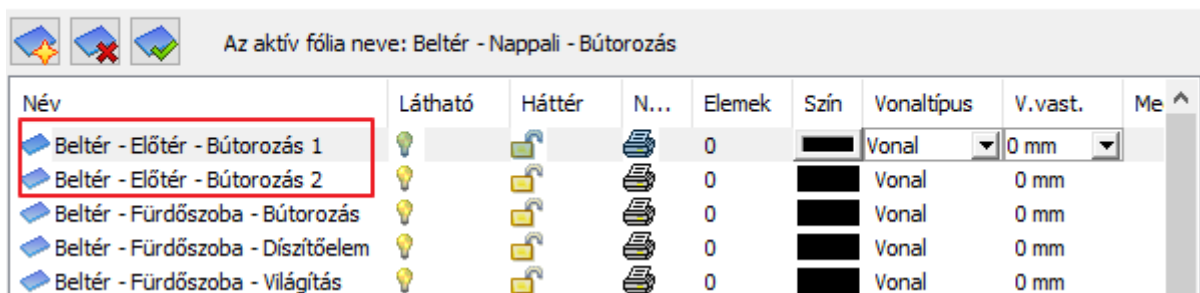 Az aktív fólia neve: Beltér - Nappali - Bútorozás
Név Látható Háttér N... Elemek Szín Vonaltípus V.vast. Me
Beltér - Előtér - Bútorozás 1 0 Vonal 0 mm
Beltér - Előtér - Bútorozás 2 0 Vonal 0 mm
Beltér - Fürdőszoba - Bútorozás 0 Vonal 0 mm
Beltér - Fürdőszoba - Díszítőelem 0 Vonal 0 mm
Beltér - Fürdőszoba - Világítás 0 Vonal 0 mm